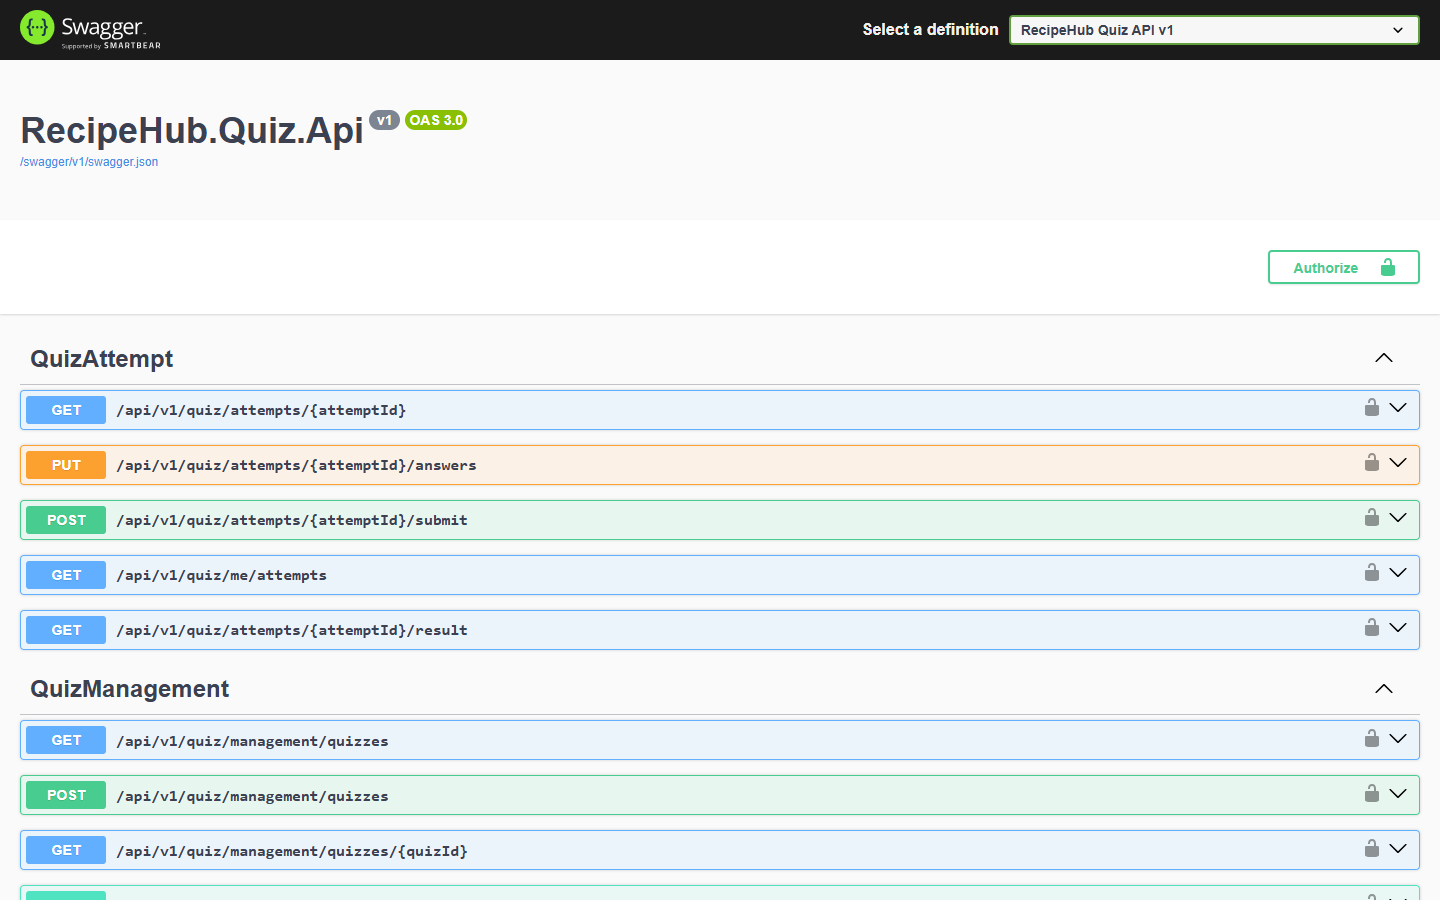 Swagger
Supported by SMARTBEAR
Select a definition
RecipeHub Quiz API v1
RecipeHub.Quiz.Api v1 OAS 3.0
/swagger/v1/swagger.json
Authorize
QuizAttempt
GET /api/v1/quiz/attempts/{attemptId}
PUT /api/v1/quiz/attempts/{attemptId}/answers
POST /api/v1/quiz/attempts/{attemptId}/submit
GET /api/v1/quiz/me/attempts
GET /api/v1/quiz/attempts/{attemptId}/result
QuizManagement
GET /api/v1/quiz/management/quizzes
POST /api/v1/quiz/management/quizzes
GET /api/v1/quiz/management/quizzes/{quizId}